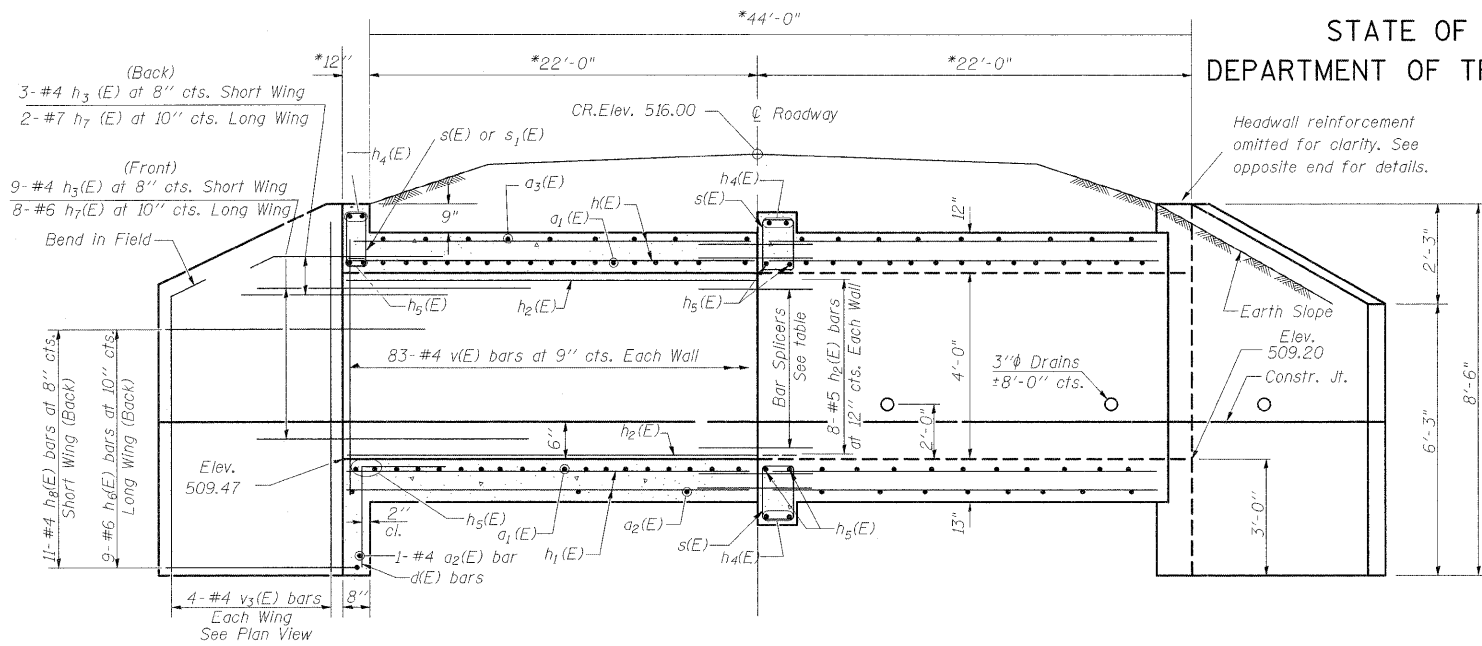 STATE OF
DEPARTMENT OF TR
*44'-0"
*12"
*22'-0"
*22'-0"
(Back)
3-#4 h3 (E) at 8" cts. Short Wing
2-#7 h7 (E) at 10" cts. Long Wing
(Front)
9-#4 h3(E) at 8" cts. Short Wing
8-#6 h7(E) at 10" cts. Long Wing
Bend in Field
h4(E)
s(E) or s1(E)
CR.Elev. 516.00
℄ Roadway
Headwall reinforcement
omitted for clarity. See
opposite end for details.
9"
a3(E)
a1(E)
h(E)
s(E)
h4(E)
12"
2'-3"
h5(E)
h2(E)
h5(E)
Earth Slope
Elev.
509.20
Constr. Jt.
83-#4 v(E) bars at 9" cts. Each Wall
Bar Splicers
See table
8-#5 h2(E) bars
at 12" cts. Each Wall
4'-0"
3"ϕ Drains
±8'-0" cts.
2'-0"
6'-3"
8'-6"
11-#4 h8(E) bars at 8" cts.
Short Wing (Back)
9-#6 h6(E) bars at 10" cts.
Long Wing (Back)
6"
h2(E)
Elev.
509.47
2"
cl.
h5(E)
a1(E)
h1(E)
a2(E)
s(E)
h4(E)
h5(E)
13"
3'-0"
1-#4 a2(E) bar
d(E) bars
4-#4 v3(E) bars
Each Wing
See Plan View
8"